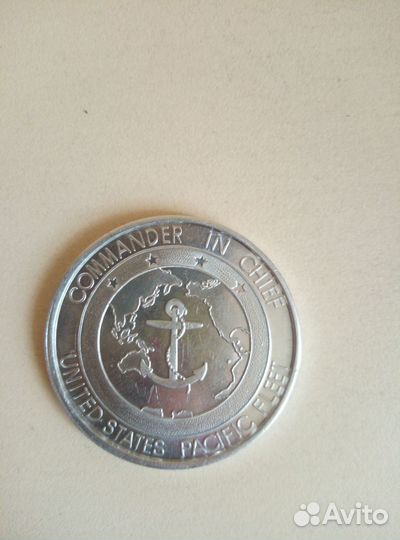 COMMANDER IN CHIEF
UNITED STATES PACIFIC FLEET
Avito